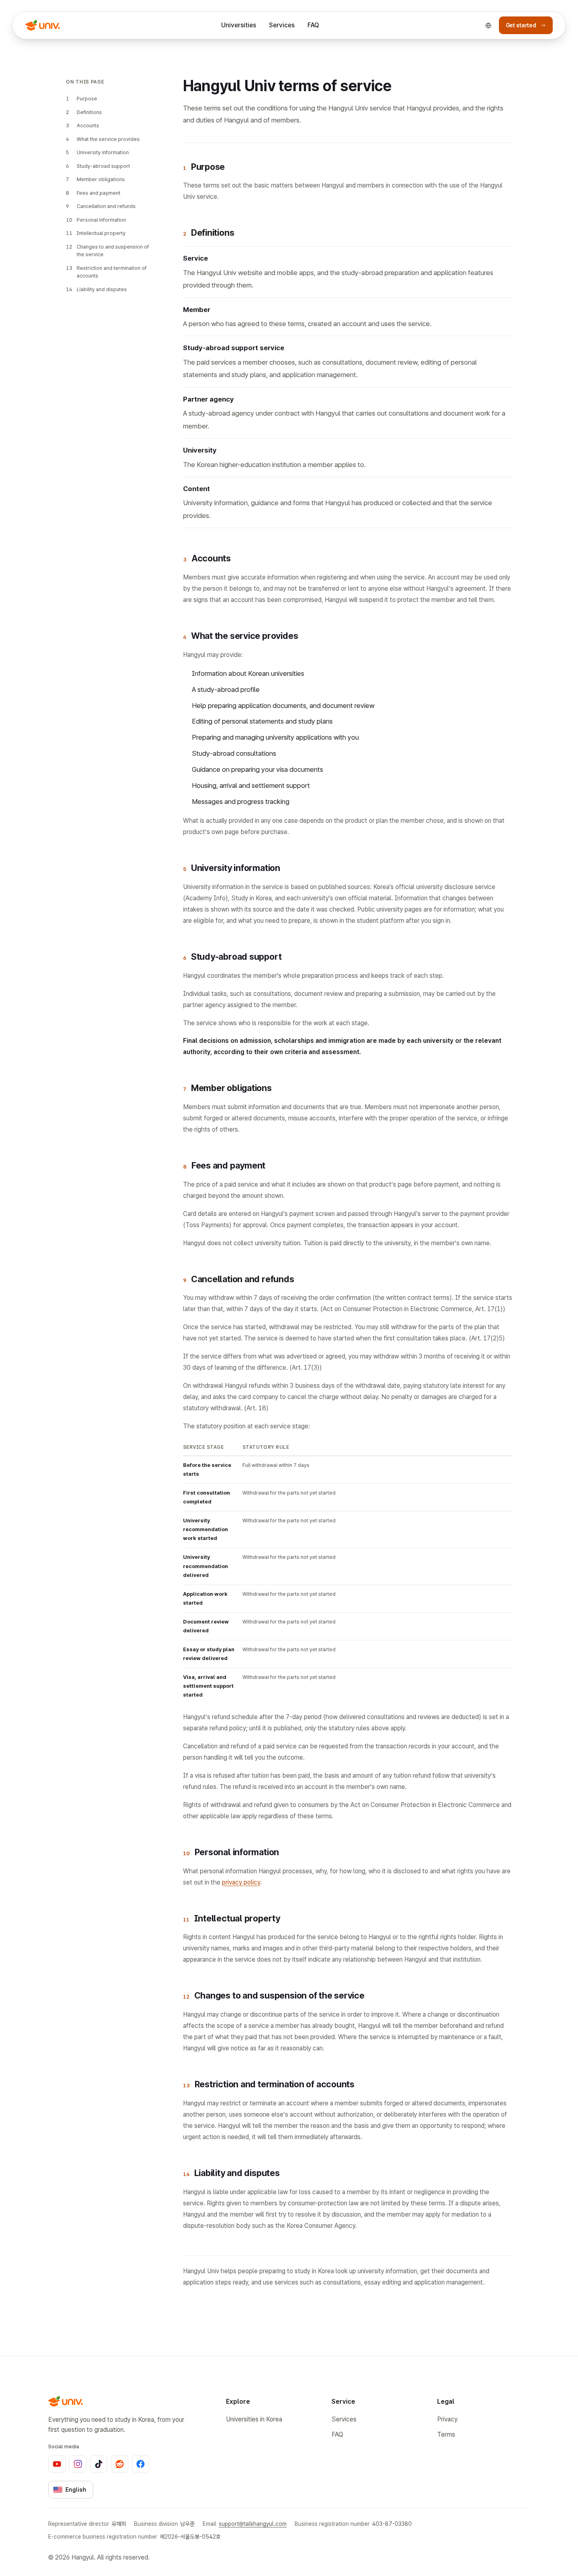 UNIV.
Universities
Services
FAQ
Get started →
ON THIS PAGE
1 Purpose
2 Definitions
3 Accounts
4 What the service provides
5 University information
6 Study-abroad support
7 Member obligations
8 Fees and payment
9 Cancellation and refunds
10 Personal information
11 Intellectual property
12 Changes to and suspension of
the service
13 Restriction and termination of
accounts
14 Liability and disputes
Hangyul Univ terms of service
These terms set out the conditions for using the Hangyul Univ service that Hangyul provides, and the rights
and duties of Hangyul and of members.
1 Purpose
These terms set out the basic matters between Hangyul and members in connection with the use of the Hangyul
Univ service.
2 Definitions
Service
The Hangyul Univ website and mobile apps, and the study-abroad preparation and application features
provided through them.
Member
A person who has agreed to these terms, created an account and uses the service.
Study-abroad support service
The paid services a member chooses, such as consultations, document review, editing of personal
statements and study plans, and application management.
Partner agency
A study-abroad agency under contract with Hangyul that carries out consultations and document work for a
member.
University
The Korean higher-education institution a member applies to.
Content
University information, guidance and forms that Hangyul has produced or collected and that the service
provides.
3 Accounts
Members must give accurate information when registering and when using the service. An account may be used only
by the person it belongs to, and may not be transferred or lent to anyone else without Hangyul's agreement. If there
are signs that an account has been compromised, Hangyul will suspend it to protect the member and tell them.
4 What the service provides
Hangyul may provide:
Information about Korean universities
A study-abroad profile
Help preparing application documents, and document review
Editing of personal statements and study plans
Preparing and managing university applications with you
Study-abroad consultations
Guidance on preparing your visa documents
Housing, arrival and settlement support
Messages and progress tracking
What is actually provided in any one case depends on the product or plan the member chose, and is shown on that
product's own page before purchase.
5 University information
University information in the service is based on published sources: Korea's official university disclosure service
(Academy Info), Study in Korea, and each university's own official material. Information that changes between
intakes is shown with its source and the date it was checked. Public university pages are for information; what you
are eligible for, and what you need to prepare, is shown in the student platform after you sign in.
6 Study-abroad support
Hangyul coordinates the member's whole preparation process and keeps track of each step.
Individual tasks, such as consultations, document review and preparing a submission, may be carried out by the
partner agency assigned to the member.
The service shows who is responsible for the work at each stage.
Final decisions on admission, scholarships and immigration are made by each university or the relevant
authority, according to their own criteria and assessment.
7 Member obligations
Members must submit information and documents that are true. Members must not impersonate another person,
submit forged or altered documents, misuse accounts, interfere with the proper operation of the service, or infringe
the rights of others.
8 Fees and payment
The price of a paid service and what it includes are shown on that product's page before payment, and nothing is
charged beyond the amount shown.
Card details are entered on Hangyul's payment screen and passed through Hangyul's server to the payment provider
(Toss Payments) for approval. Once payment completes, the transaction appears in your account.
Hangyul does not collect university tuition. Tuition is paid directly to the university, in the member's own name.
9 Cancellation and refunds
You may withdraw within 7 days of receiving the order confirmation (the written contract terms). If the service starts
later than that, within 7 days of the day it starts. (Act on Consumer Protection in Electronic Commerce, Art. 17(1))
Once the service has started, withdrawal may be restricted. You may still withdraw for the parts of the plan that
have not yet started. The service is deemed to have started when the first consultation takes place. (Art. 17(2)5)
If the service differs from what was advertised or agreed, you may withdraw within 3 months of receiving it or within
30 days of learning of the difference. (Art. 17(3))
On withdrawal Hangyul refunds within 3 business days of the withdrawal date, paying statutory late interest for any
delay, and asks the card company to cancel the charge without delay. No penalty or damages are charged for a
statutory withdrawal. (Art. 18)
The statutory position at each service stage:
SERVICE STAGE
STATUTORY RULE
Before the service
starts
Full withdrawal within 7 days
First consultation
completed
Withdrawal for the parts not yet started
University
recommendation
work started
Withdrawal for the parts not yet started
University
recommendation
delivered
Withdrawal for the parts not yet started
Application work
started
Withdrawal for the parts not yet started
Document review
delivered
Withdrawal for the parts not yet started
Essay or study plan
review delivered
Withdrawal for the parts not yet started
Visa, arrival and
settlement support
started
Withdrawal for the parts not yet started
Hangyul's refund schedule after the 7-day period (how delivered consultations and reviews are deducted) is set in a
separate refund policy; until it is published, only the statutory rules above apply.
Cancellation and refund of a paid service can be requested from the transaction records in your account, and the
person handling it will tell you the outcome.
If a visa is refused after tuition has been paid, the basis and amount of any tuition refund follow that university's
refund rules. The refund is received into an account in the member's own name.
Rights of withdrawal and refund given to consumers by the Act on Consumer Protection in Electronic Commerce and
other applicable law apply regardless of these terms.
10 Personal information
What personal information Hangyul processes, why, for how long, who it is disclosed to and what rights you have are
set out in the privacy policy.
11 Intellectual property
Rights in content Hangyul has produced for the service belong to Hangyul or to the rightful rights holder. Rights in
university names, marks and images and in other third-party material belong to their respective holders, and their
appearance in the service does not by itself indicate any relationship between Hangyul and that institution.
12 Changes to and suspension of the service
Hangyul may change or discontinue parts of the service in order to improve it. Where a change or discontinuation
affects the scope of a service a member has already bought, Hangyul will tell the member beforehand and refund
the part of what they paid that has not been provided. Where the service is interrupted by maintenance or a fault,
Hangyul will give notice as far as it reasonably can.
13 Restriction and termination of accounts
Hangyul may restrict or terminate an account where a member submits forged or altered documents, impersonates
another person, uses someone else's account without authorization, or deliberately interferes with the operation of
the service. Hangyul will tell the member the reason and give them an opportunity to respond; where
urgent action is needed, it will tell them immediately afterwards.
14 Liability and disputes
Hangyul is liable under applicable law for loss caused to a member by its intent or negligence in providing the
service. Rights given to members by consumer-protection law are not limited by these terms. If a dispute arises,
Hangyul and the member will first try to resolve it by discussion, and the member may apply for mediation to a
dispute-resolution body such as the Korea Consumer Agency.
Hangyul Univ helps people preparing to study in Korea look up university information, get their documents and
application steps ready, and use services such as consultations, essay editing and application management.
UNIV.
Everything you need to study in Korea, from your
first question to graduation.
Social media
English
Explore
Universities in Korea
Service
Services
FAQ
Legal
Privacy
Terms
Representative director 유채희 Business division 남우준 Email support@talkhangyul.com Business registration number 403-87-03380
E-commerce business registration number 제2026-서울도봉-0542호
© 2026 Hangyul. All rights reserved.